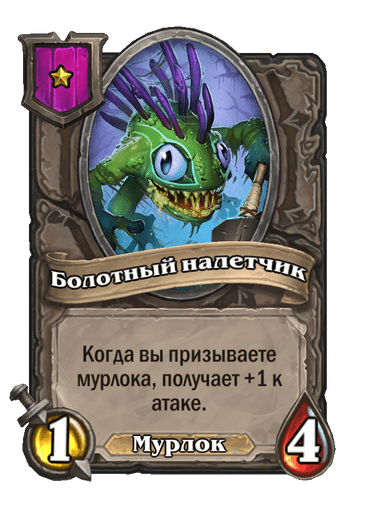 Болотный налетчик
Когда вы призываете
мурлока, получает +1 к
атаке.
1
Мурлок
4